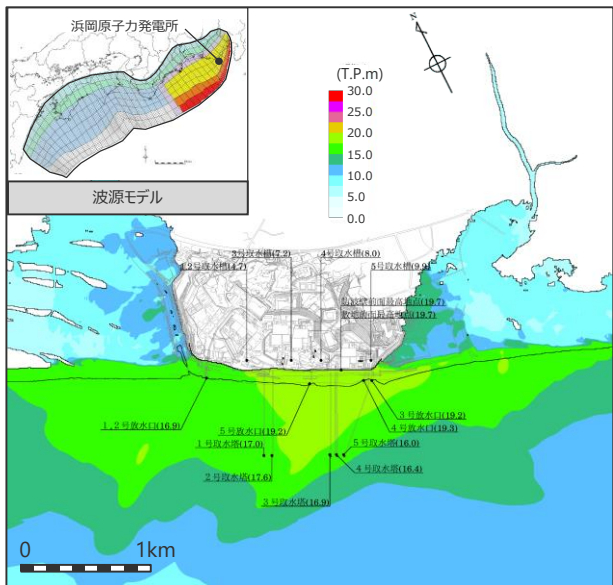 浜岡原子力発電所
波源モデル
N
(T.P.m)
30.0
25.0
20.0
15.0
10.0
5.0
0.0
3号取水槽(7.2)
4号取水槽(8.0)
1,2号取水槽(4.7)
5号取水槽(9.9)
防波壁前面最高地点(19.7)
敷地前面最高地点(19.7)
1,2号放水口(16.9)
5号放水口(19.2)
3号放水口(19.2)
4号放水口(19.3)
1号取水塔(17.0)
5号取水塔(16.0)
2号取水塔(17.6)
4号取水塔(16.4)
3号取水塔(16.9)
0 1km